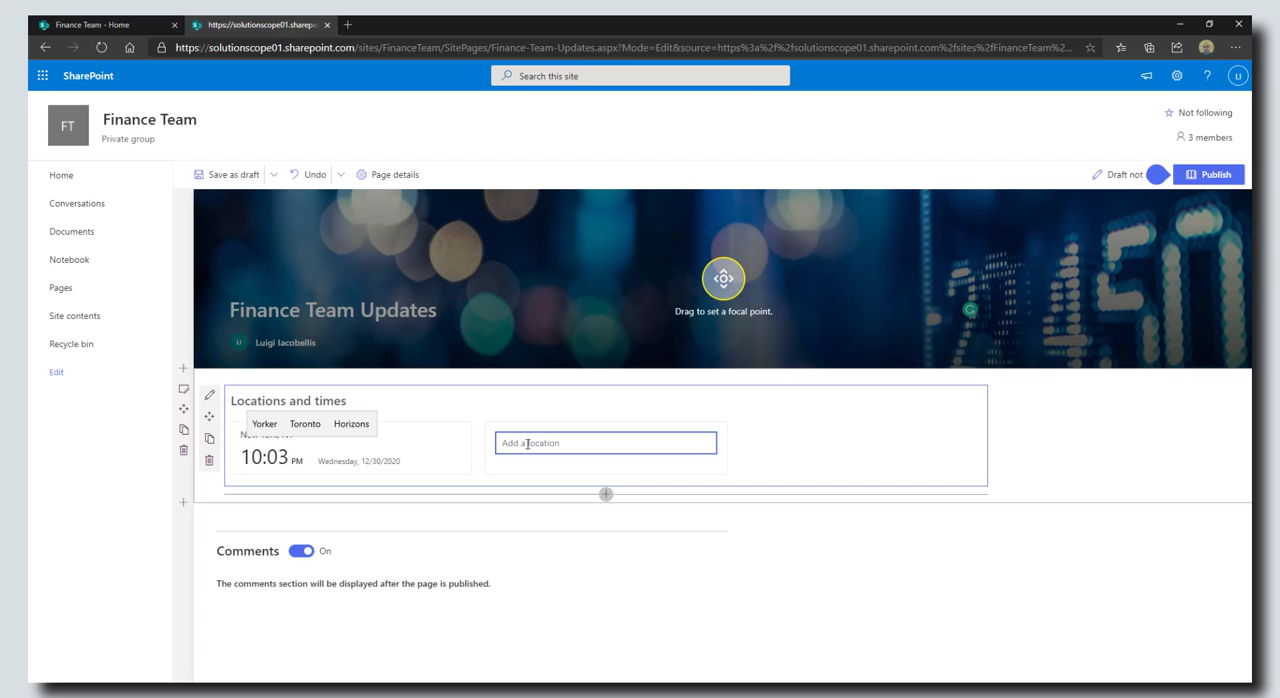 Finance Team - Home
https://solutionscope01.sharepo
https://solutionscope01.sharepoint.com/sites/FinanceTeam/SitePages/Finance-Team-Updates.aspx?Mode=Edit&source=https%3a%2f%2fsolutionscope01.sharepoint.com%2fsites%2fFinanceTeam%2...
SharePoint
Search this site
LI
FT
Finance Team
Private group
Not following
3 members
Home
Conversations
Documents
Notebook
Pages
Site contents
Recycle bin
Edit
Save as draft
Undo
Page details
Draft not
Publish
Drag to set a focal point.
Finance Team Updates
LI
Luigi Iacobellis
Locations and times
Yorker Toronto Horizons
10:03 PM Wednesday, 12/30/2020
Add a location
Comments
On
The comments section will be displayed after the page is published.